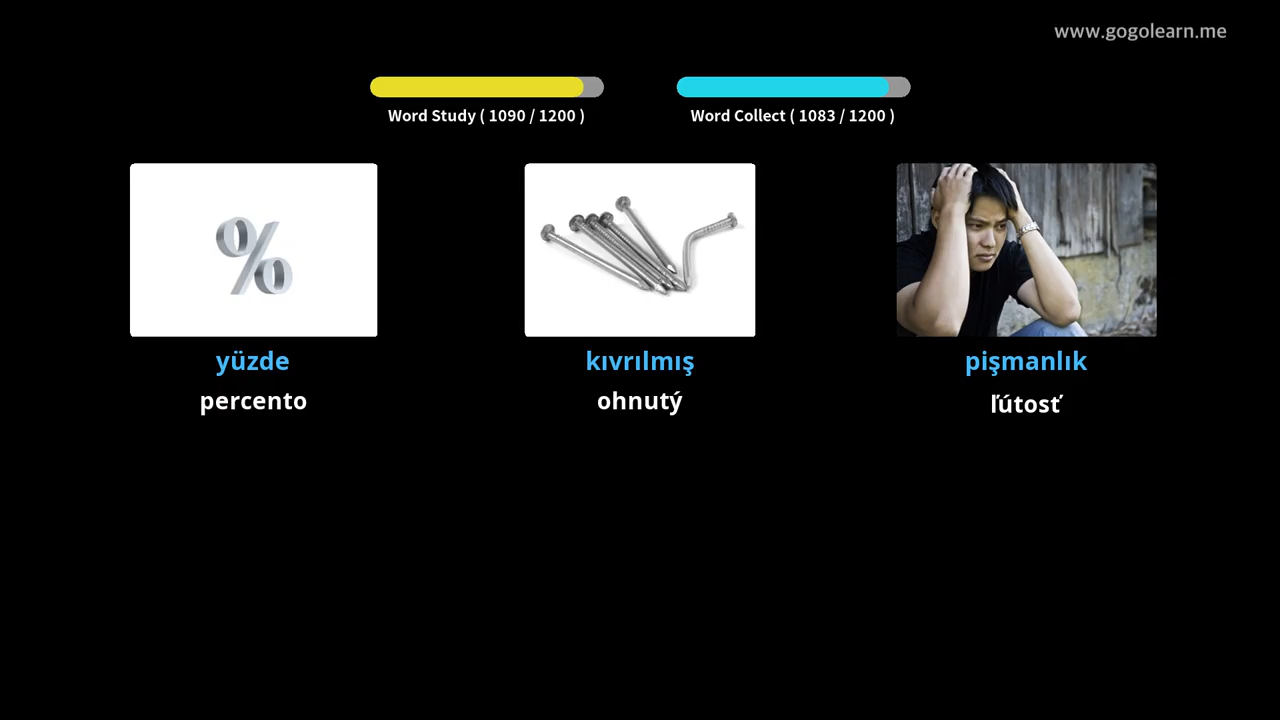 www.gogolearn.me
Word Study ( 1090 / 1200 )
Word Collect ( 1083 / 1200 )
%
yüzde
kıvrılmış
pişmanlık
percento
ohnutý
ľútosť